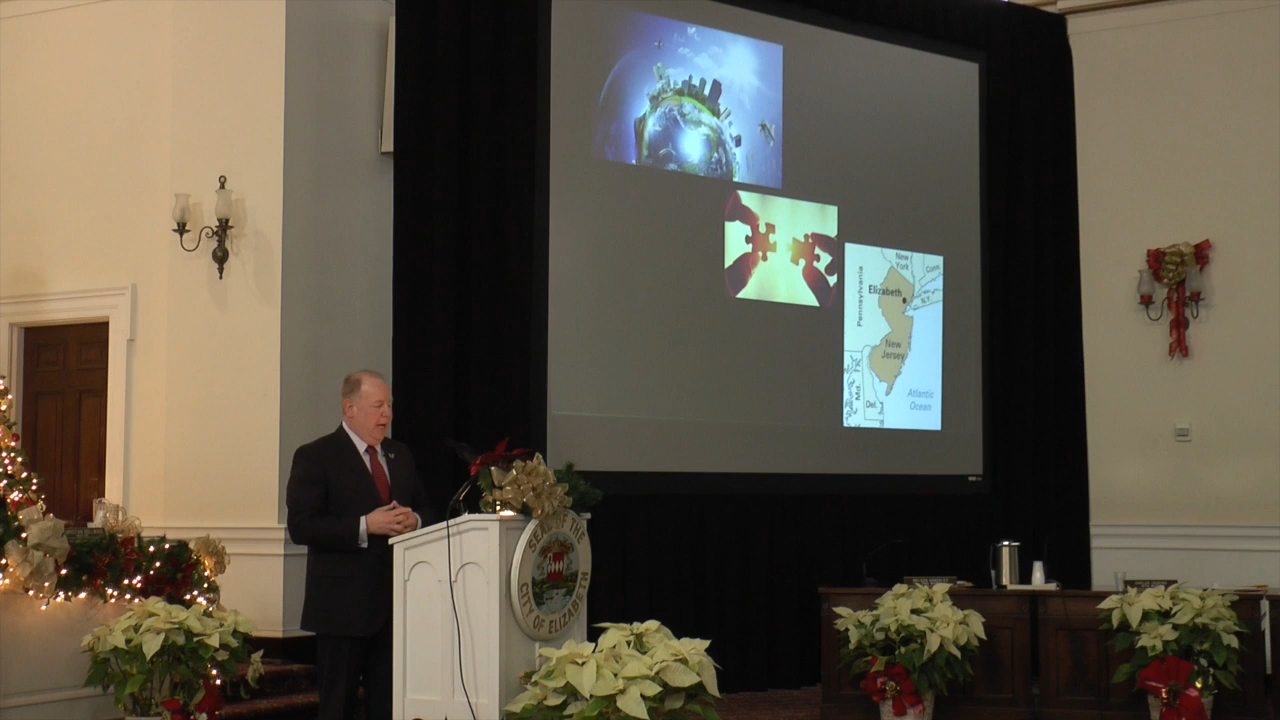 New
York
Conn.
Pennsylvania
Elizabeth
N.Y.
New
Jersey
Md.
Del.
Atlantic
Ocean
SEAL OF THE
CITY OF ELIZABETH